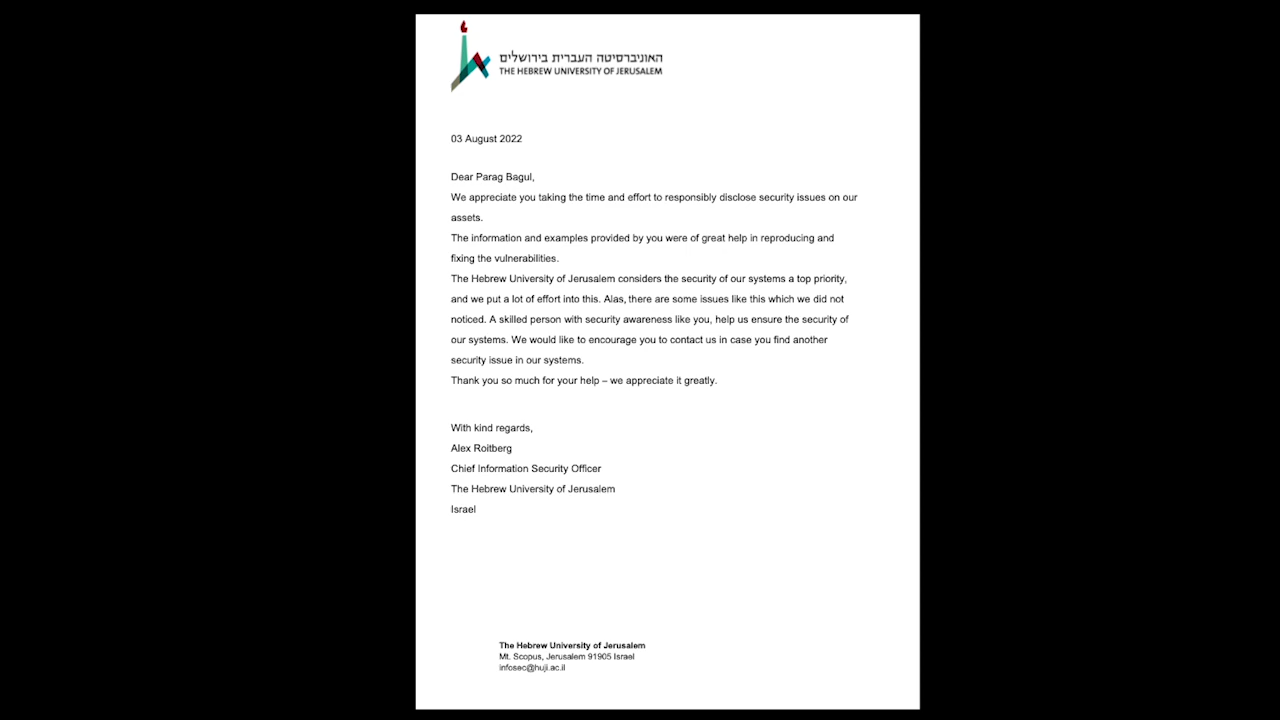 האוניברסיטה העברית בירושלים
THE HEBREW UNIVERSITY OF JERUSALEM
03 August 2022
Dear Parag Bagul,
We appreciate you taking the time and effort to responsibly disclose security issues on our
assets.
The information and examples provided by you were of great help in reproducing and
fixing the vulnerabilities.
The Hebrew University of Jerusalem considers the security of our systems a top priority,
and we put a lot of effort into this. Alas, there are some issues like this which we did not
noticed. A skilled person with security awareness like you, help us ensure the security of
our systems. We would like to encourage you to contact us in case you find another
security issue in our systems.
Thank you so much for your help – we appreciate it greatly.
With kind regards,
Alex Roitberg
Chief Information Security Officer
The Hebrew University of Jerusalem
Israel
The Hebrew University of Jerusalem
Mt. Scopus, Jerusalem 91905 Israel
infosec@huji.ac.il